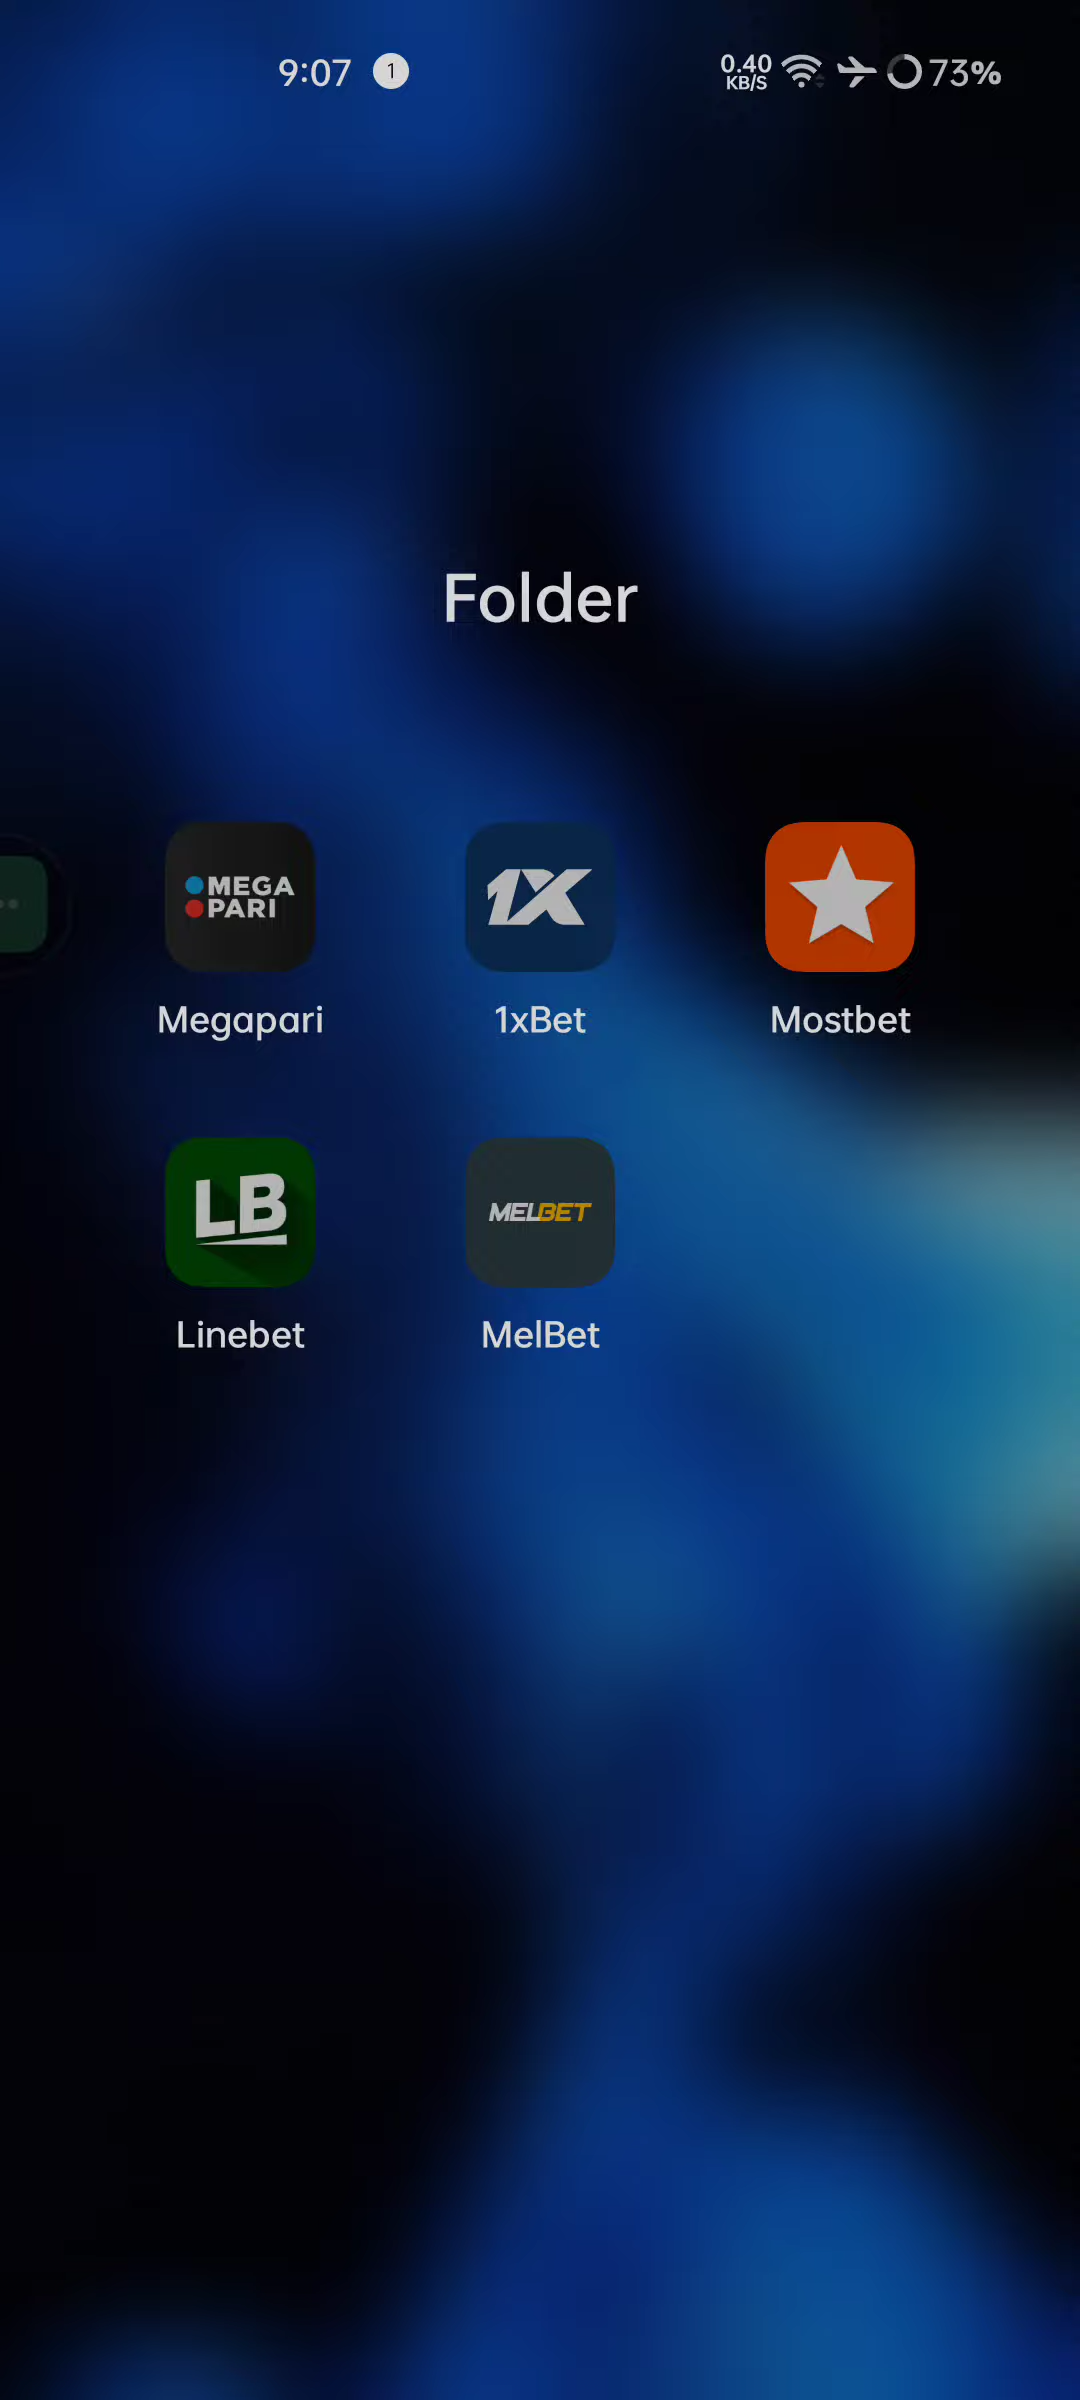 9:07 1 0.40 KB/S 73%
Folder
MEGA PARI
1X
Megapari
1xBet
Mostbet
LB
MELBET
Linebet
MelBet